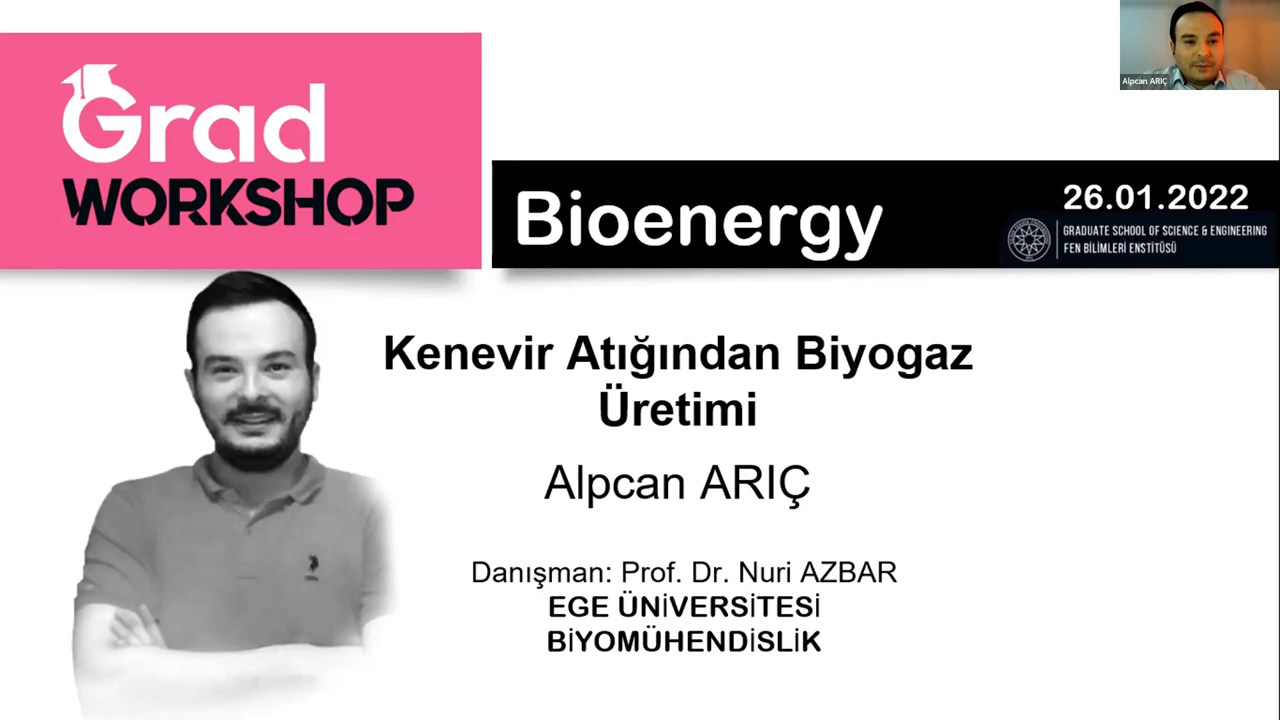 Alpcan ARIÇ
Grad
WORKSHOP
Bioenergy
26.01.2022
GRADUATE SCHOOL OF SCIENCE & ENGINEERING
FEN BİLİMLERİ ENSTİTÜSÜ
Kenevir Atığından Biyogaz
Üretimi
Alpcan ARIÇ
Danışman: Prof. Dr. Nuri AZBAR
EGE ÜNİVERSİTESİ
BİYOMÜHENDİSLİK